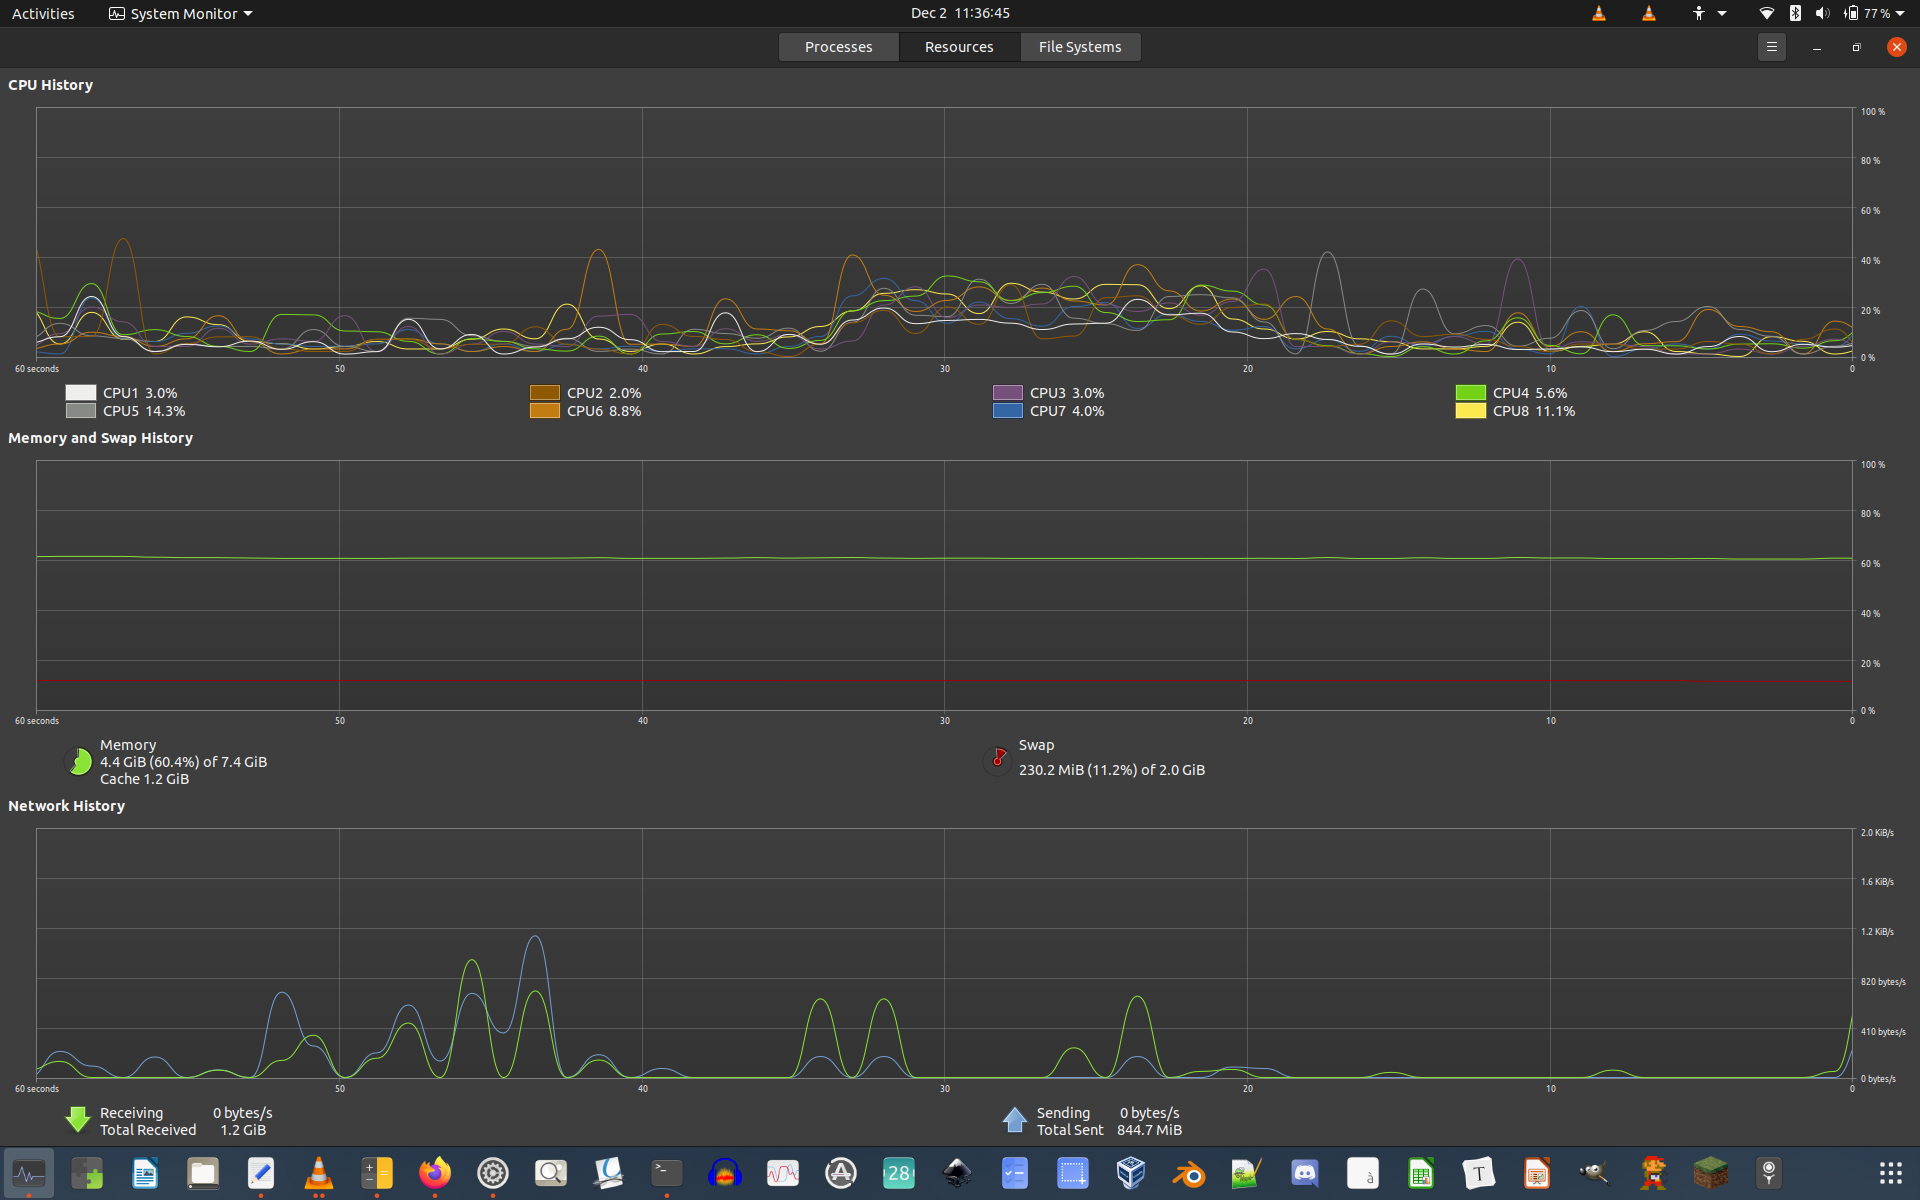 Activities
System Monitor
Dec 2 11:36:45
77 %
Processes
Resources
File Systems
CPU History
100 %
80 %
60 %
40 %
20 %
0 %
60 seconds
50
40
30
20
10
0
CPU1 3.0%
CPU2 2.0%
CPU3 3.0%
CPU4 5.6%
CPU5 14.3%
CPU6 8.8%
CPU7 4.0%
CPU8 11.1%
Memory and Swap History
100 %
80 %
60 %
40 %
20 %
0 %
60 seconds
50
40
30
20
10
0
Memory
4.4 GiB (60.4%) of 7.4 GiB
Cache 1.2 GiB
Swap
230.2 MiB (11.2%) of 2.0 GiB
Network History
2.0 KiB/s
1.6 KiB/s
1.2 KiB/s
820 bytes/s
410 bytes/s
0 bytes/s
60 seconds
50
40
30
20
10
0
Receiving 0 bytes/s
Total Received 1.2 GiB
Sending 0 bytes/s
Total Sent 844.7 MiB
28
à
T